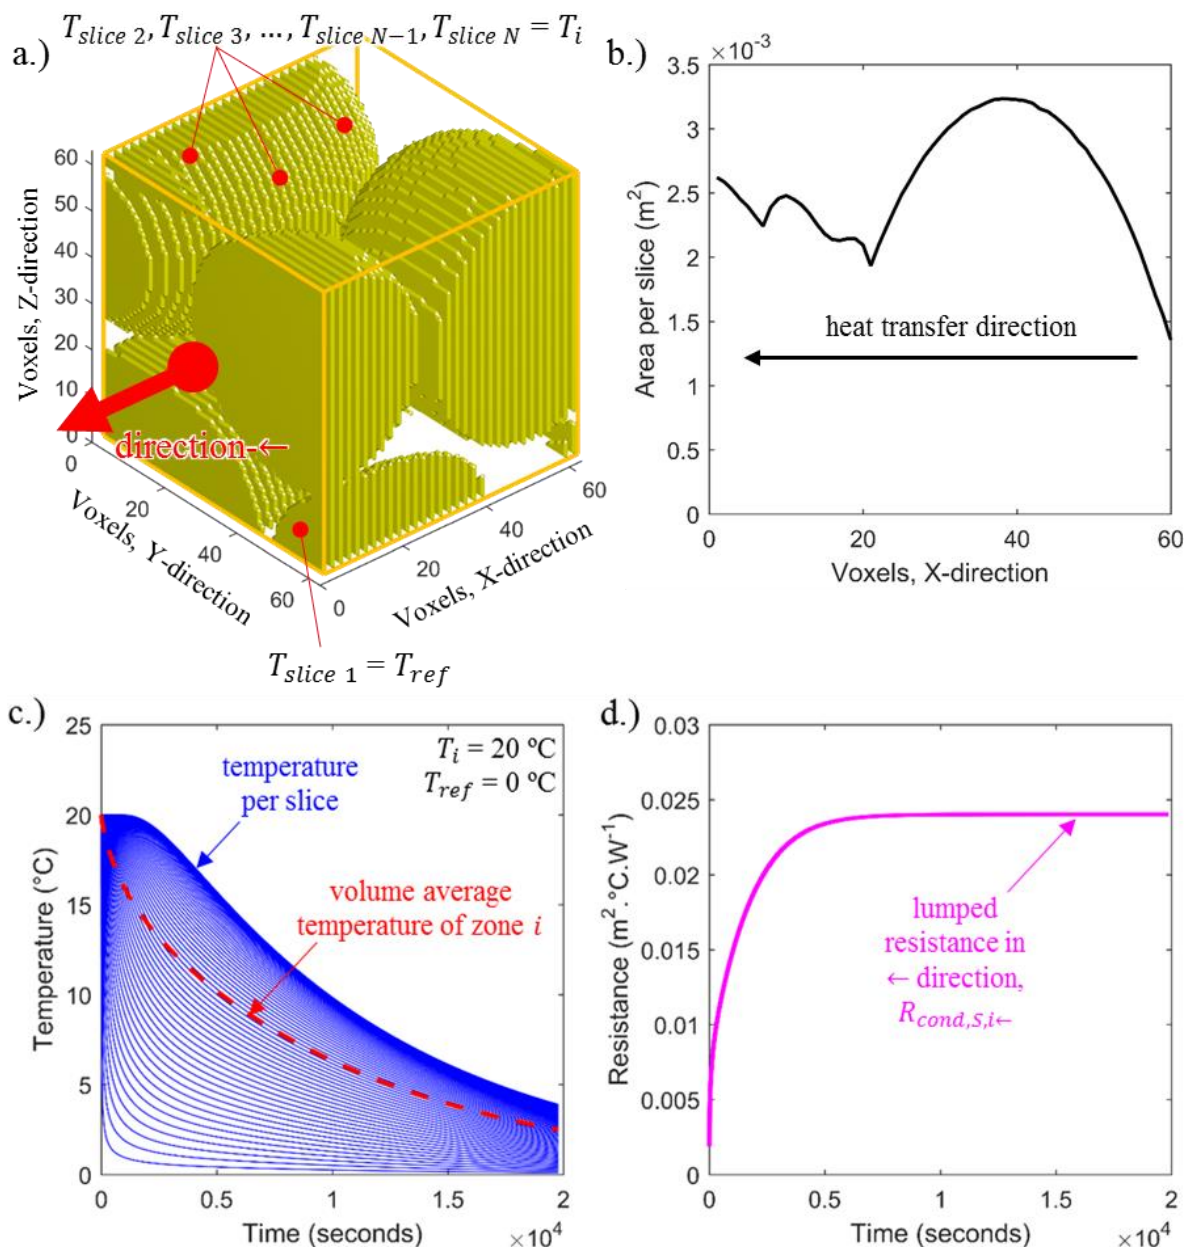 a.)
T_slice 2, T_slice 3, …, T_slice N−1, T_slice N = T_i
60
50
40
30
20
10
0
Voxels, Z-direction
direction-←
0
20
40
60
Voxels, Y-direction
0
20
40
60
Voxels, X-direction
T_slice 1 = T_ref
b.)
×10⁻³
3.5
3
2.5
2
1.5
1
0.5
0
Area per slice (m²)
heat transfer direction
0
20
40
60
Voxels, X-direction
c.)
25
20
15
10
5
0
Temperature (°C)
T_i = 20 ºC
T_ref = 0 ºC
temperature
per slice
volume average
temperature of zone i
0
0.5
1
1.5
2
×10⁴
Time (seconds)
d.)
0.03
0.025
0.02
0.015
0.01
0.005
0
Resistance (m².°C.W⁻¹)
lumped
resistance in
← direction,
R_cond,S,i←
0
0.5
1
1.5
2
×10⁴
Time (seconds)